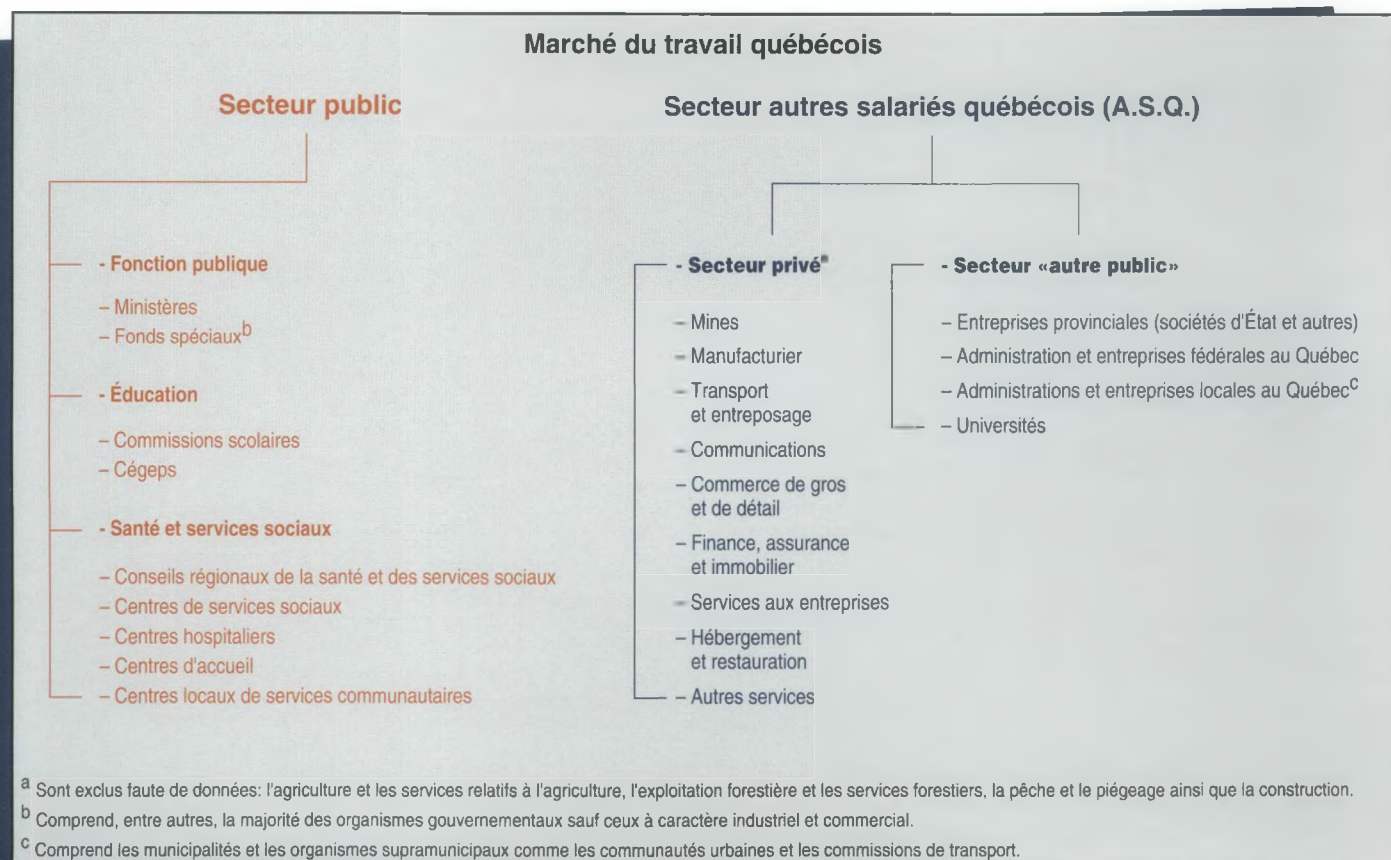 Marché du travail québécois
Secteur public
- Fonction publique
– Ministères
– Fonds spéciauxb
- Éducation
– Commissions scolaires
– Cégeps
- Santé et services sociaux
– Conseils régionaux de la santé et des services sociaux
– Centres de services sociaux
– Centres hospitaliers
– Centres d'accueil
– Centres locaux de services communautaires
Secteur autres salariés québécois (A.S.Q.)
- Secteur privéa
– Mines
– Manufacturier
– Transport
et entreposage
– Communications
– Commerce de gros
et de détail
– Finance, assurance
et immobilier
– Services aux entreprises
– Hébergement
et restauration
– Autres services
- Secteur «autre public»
– Entreprises provinciales (sociétés d'État et autres)
– Administration et entreprises fédérales au Québec
– Administrations et entreprises locales au Québecc
– Universités
a Sont exclus faute de données: l'agriculture et les services relatifs à l'agriculture, l'exploitation forestière et les services forestiers, la pêche et le piégeage ainsi que la construction.
b Comprend, entre autres, la majorité des organismes gouvernementaux sauf ceux à caractère industriel et commercial.
c Comprend les municipalités et les organismes supramunicipaux comme les communautés urbaines et les commissions de transport.